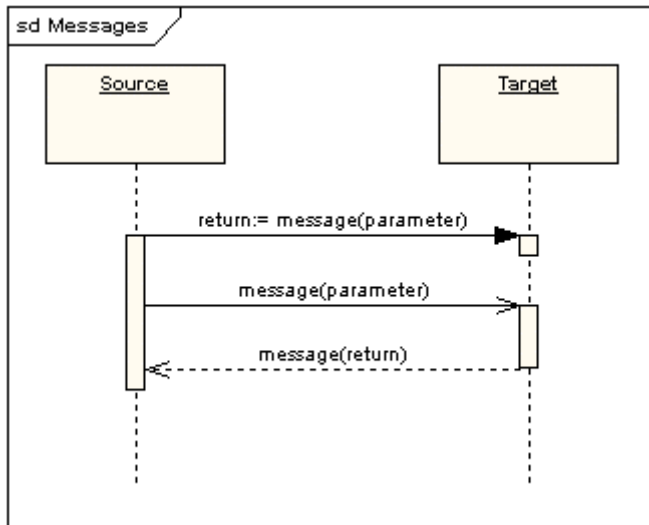 sd Messages
Source
Target
return:= message(parameter)
message(parameter)
message(return)